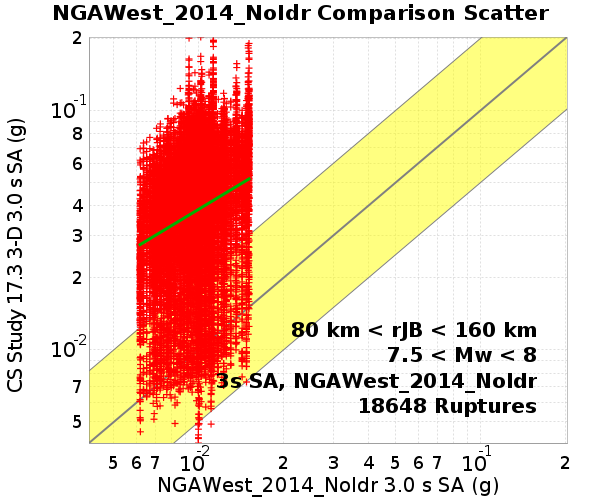 NGAWest_2014_NoIdr Comparison Scatter
CS Study 17.3 3-D 3.0 s SA (g)
2
10⁻¹
8
6
4
3
2
10⁻²
7
5
80 km < rJB < 160 km
7.5 < Mw < 8
3s SA, NGAWest_2014_NoIdr
18648 Ruptures
5 6 7 10⁻² 2 3 4 5 6 7 10⁻¹ 2
NGAWest_2014_NoIdr 3.0 s SA (g)